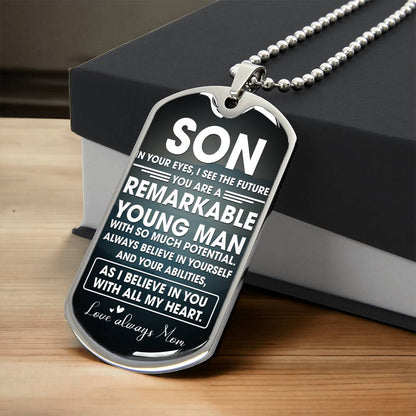 SON
IN YOUR EYES, I SEE THE FUTURE
YOU ARE A
REMARKABLE
YOUNG MAN
WITH SO MUCH POTENTIAL.
ALWAYS BELIEVE IN YOURSELF
AND YOUR ABILITIES,
AS I BELIEVE IN YOU
WITH ALL MY HEART.
Love always Mom